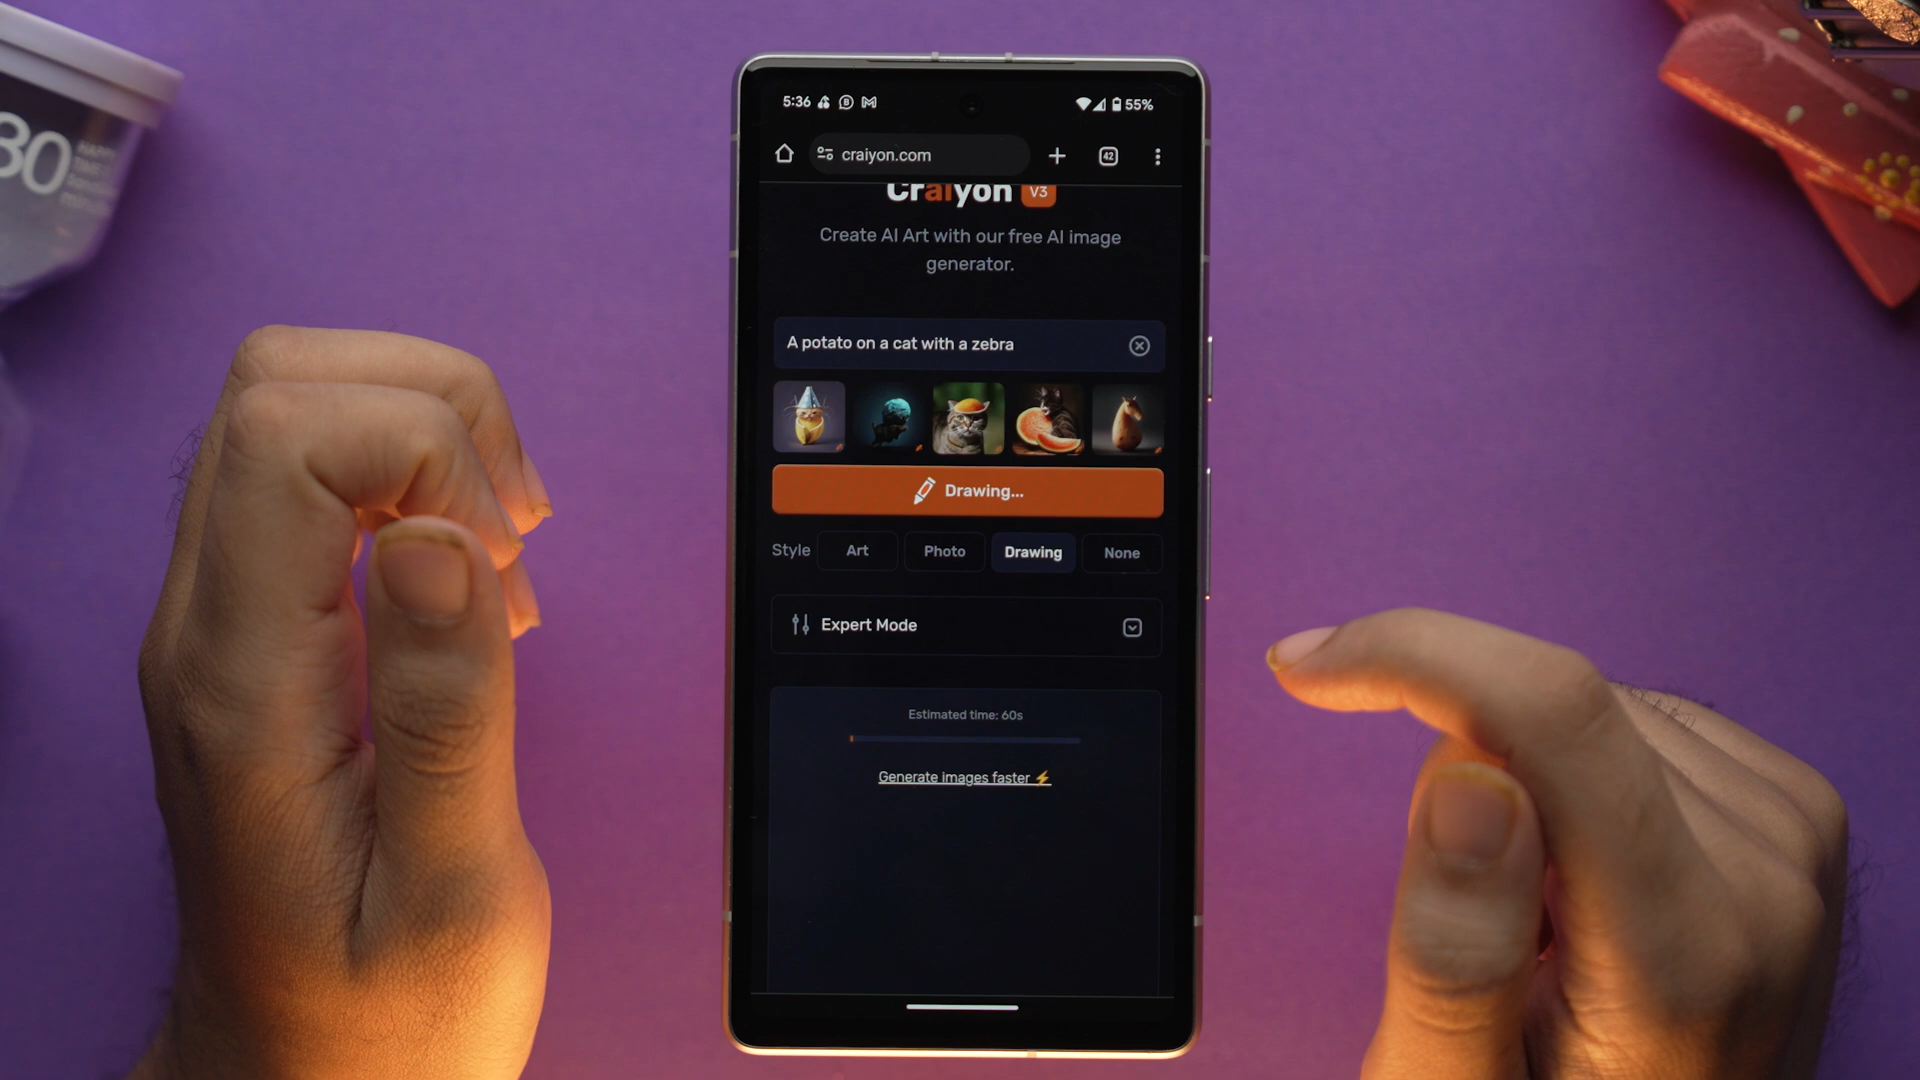 5:36
55%
craiyon.com
42
Craiyon V3
Create AI Art with our free AI image
generator.
A potato on a cat with a zebra
Drawing...
Style Art Photo Drawing None
Expert Mode
Estimated time: 60s
Generate images faster
30